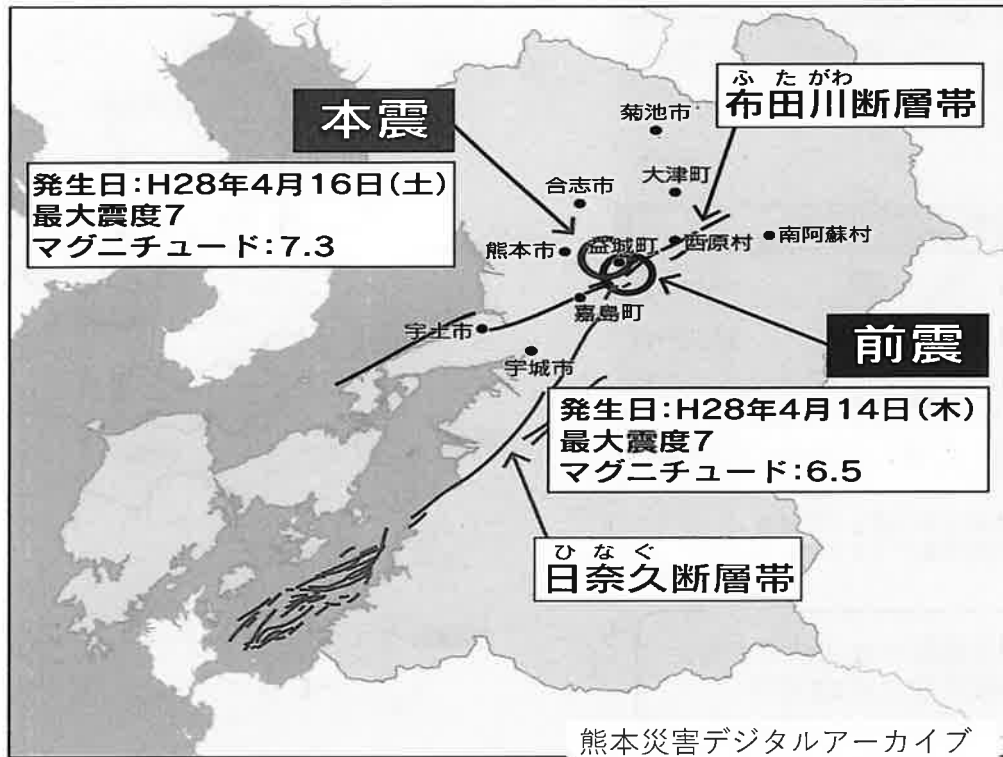 本震
発生日:H28年4月16日(土)
最大震度7
マグニチュード:7.3
ふたがわ
布田川断層帯
菊池市
大津町
合志市
熊本市
益城町
西原村
南阿蘇村
嘉島町
宇土市
宇城市
前震
発生日:H28年4月14日(木)
最大震度7
マグニチュード:6.5
ひなぐ
日奈久断層帯
熊本災害デジタルアーカイブ